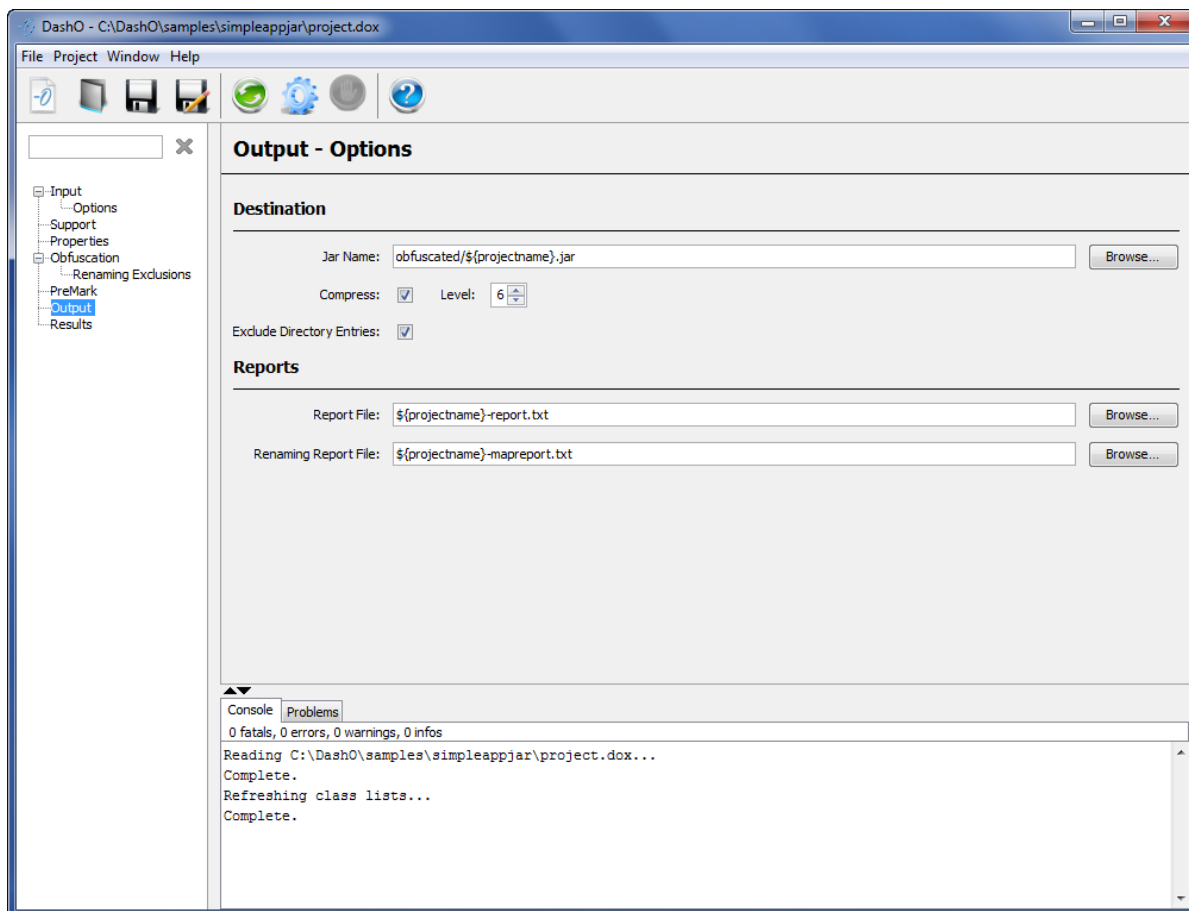 DashO - C:\DashO\samples\simpleappjar\project.dox
File Project Window Help
Output - Options
Input
Options
Support
Properties
Obfuscation
Renaming Exclusions
PreMark
Output
Results
Destination
Jar Name: obfuscated/${projectname}.jar Browse...
Compress: Level: 6
Exclude Directory Entries:
Reports
Report File: ${projectname}-report.txt Browse...
Renaming Report File: ${projectname}-mapreport.txt Browse...
Console Problems
0 fatals, 0 errors, 0 warnings, 0 infos
Reading C:\DashO\samples\simpleappjar\project.dox...
Complete.
Refreshing class lists...
Complete.